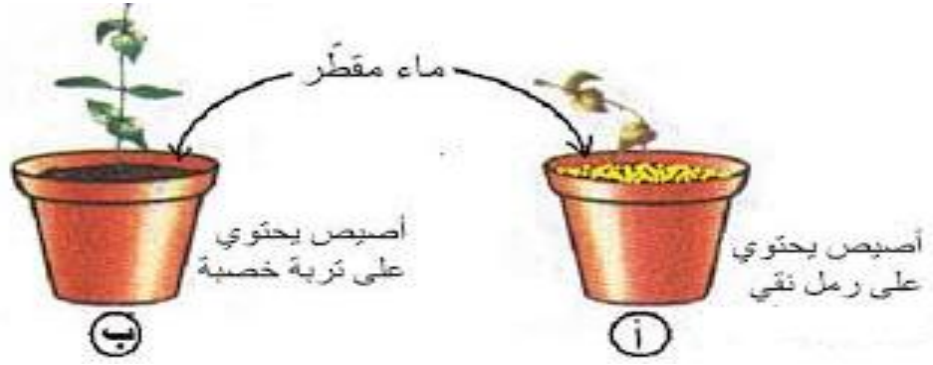 ماء مقطّر
أصيص يحتوي
على رمل نقي
أ
أصيص يحتوي
على تربة خصبة
ب